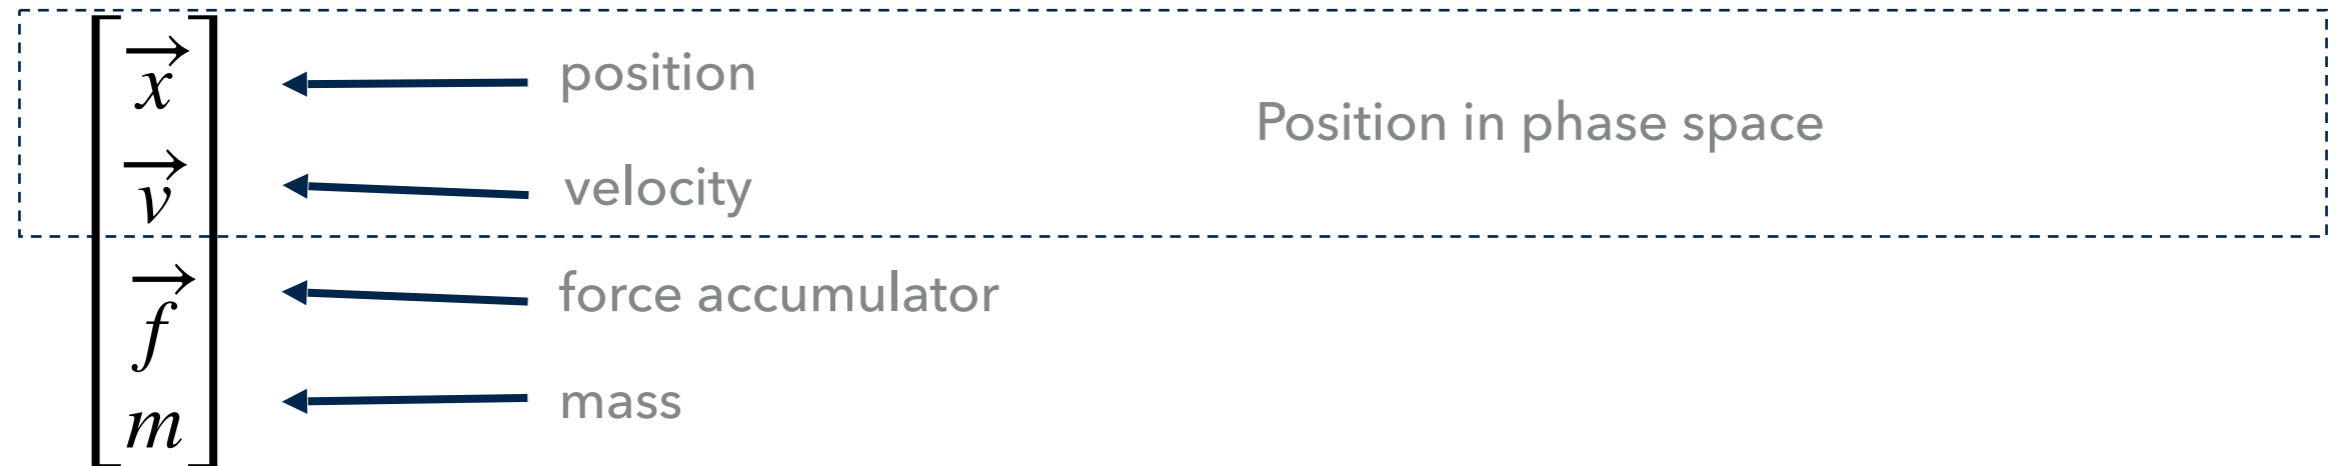 x⃗ position
Position in phase space
v⃗ velocity
f⃗ force accumulator
m mass